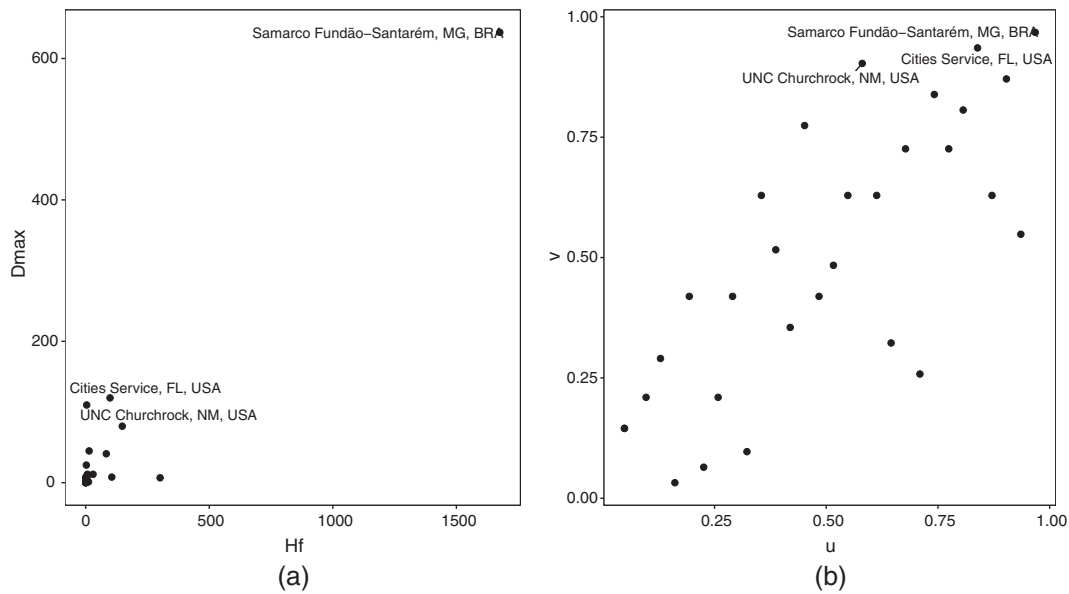 Samarco Fundão−Santarém, MG, BRA
600
400
Dmax
200
Cities Service, FL, USA
UNC Churchrock, NM, USA
0
0
500
1000
1500
Hf
(a)
1.00
Samarco Fundão−Santarém, MG, BRA
Cities Service, FL, USA
UNC Churchrock, NM, USA
0.75
v
0.50
0.25
0.00
0.25
0.50
0.75
1.00
u
(b)